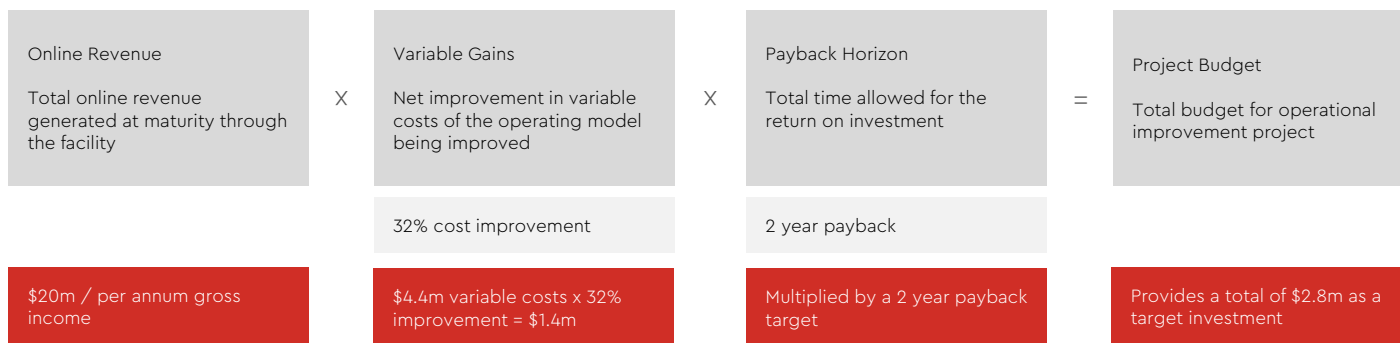 Online Revenue
Total online revenue
generated at maturity through
the facility
X
Variable Gains
Net improvement in variable
costs of the operating model
being improved
X
Payback Horizon
Total time allowed for the
return on investment
=
Project Budget
Total budget for operational
improvement project
32% cost improvement
2 year payback
$20m / per annum gross
income
$4.4m variable costs x 32%
improvement = $1.4m
Multiplied by a 2 year payback
target
Provides a total of $2.8m as a
target investment